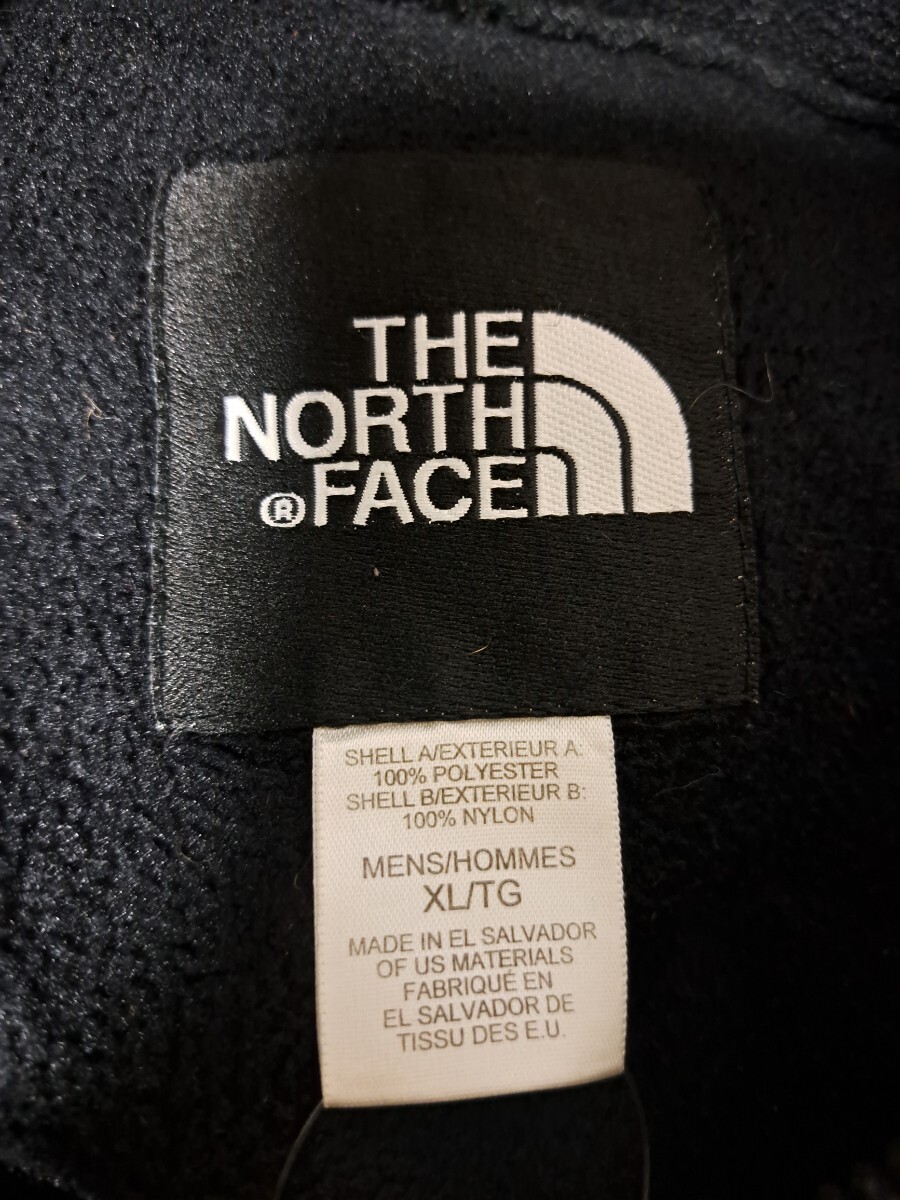 THE
NORTH
® FACE
SHELL A/EXTERIEUR A:
100% POLYESTER
SHELL B/EXTERIEUR B:
100% NYLON
MENS/HOMMES
XL/TG
MADE IN EL SALVADOR
OF US MATERIALS
FABRIQUÉ EN
EL SALVADOR DE
TISSU DES E.U.